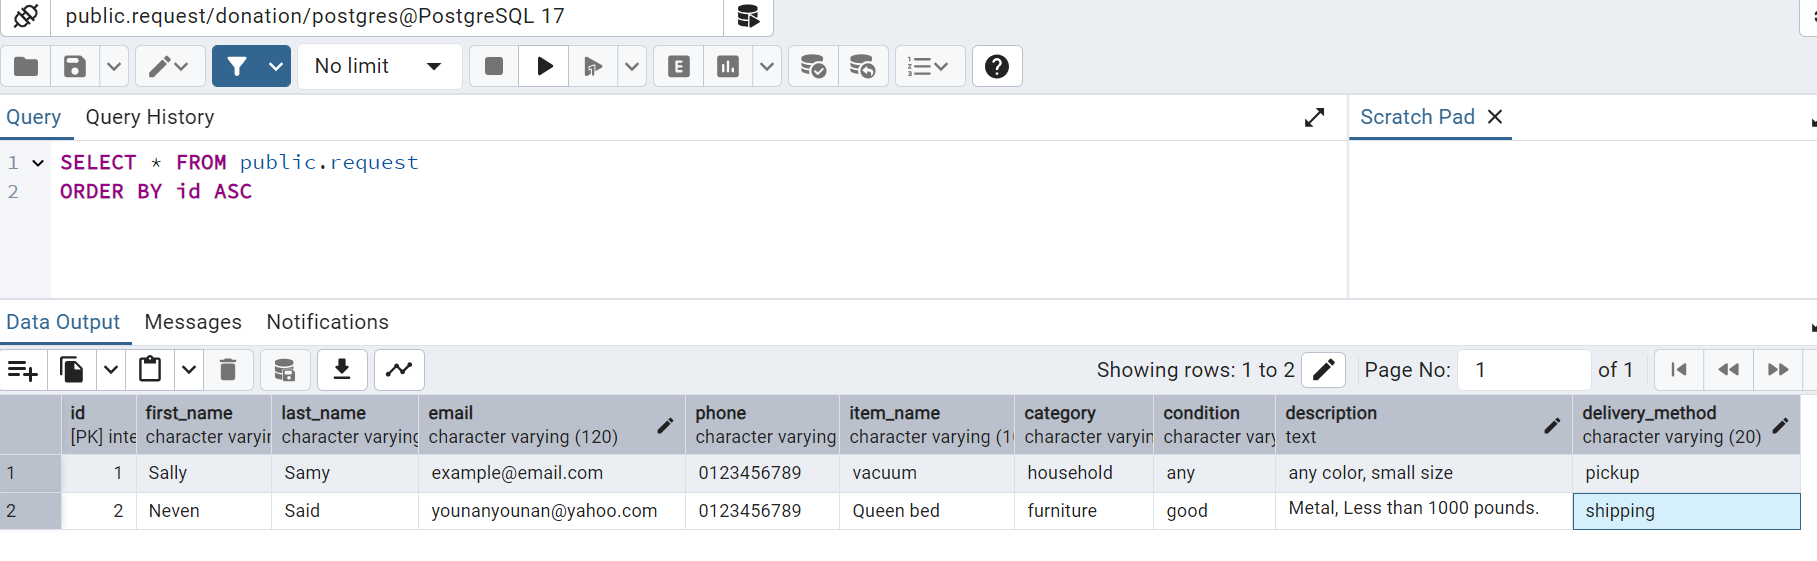 public.request/donation/postgres@PostgreSQL 17
No limit
E
Query Query History
Scratch Pad
1 SELECT * FROM public.request
2 ORDER BY id ASC
Data Output Messages Notifications
Showing rows: 1 to 2 Page No: 1 of 1
id first_name last_name email phone item_name category condition description delivery_method
[PK] inte character varyin character varying character varying (120) character varying character varying (1 character varyin character vary text character varying (20)
1 1 Sally Samy example@email.com 0123456789 vacuum household any any color, small size pickup
2 2 Neven Said younanyounan@yahoo.com 0123456789 Queen bed furniture good Metal, Less than 1000 pounds. shipping